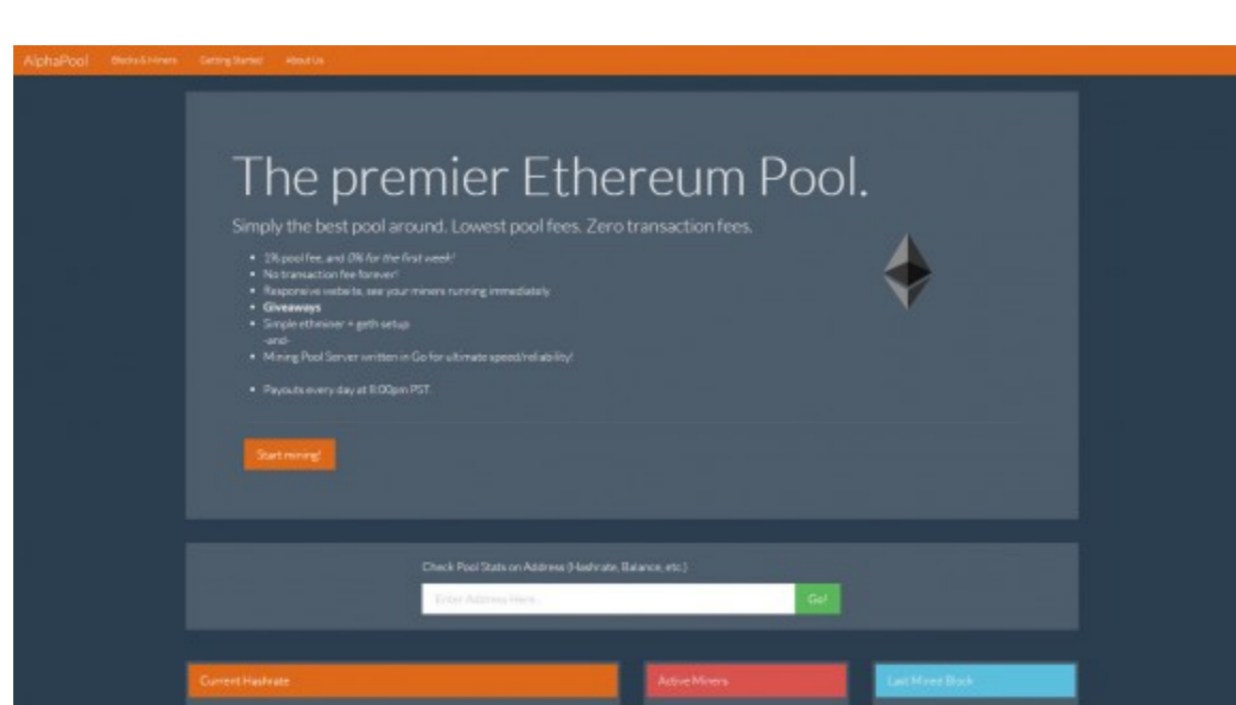 AlphaPool Blocks & Miners Getting Started About Us
The premier Ethereum Pool.
Simply the best pool around. Lowest pool fees. Zero transaction fees.
• 1% pool fee, and 0% for the first week!
• No transaction fee forever!
• Responsive website, see your miners running immediately
• Giveaways
• Simple ethminer + geth setup
-and-
• Mining Pool Server written in Go for ultimate speed/reliability!
• Payouts every day at 8:00pm PST.
Start mining!
Check Pool Stats on Address (Hashrate, Balance, etc.)
Enter Address Here...
Go!
Current Hashrate
Active Miners
Last Mined Block